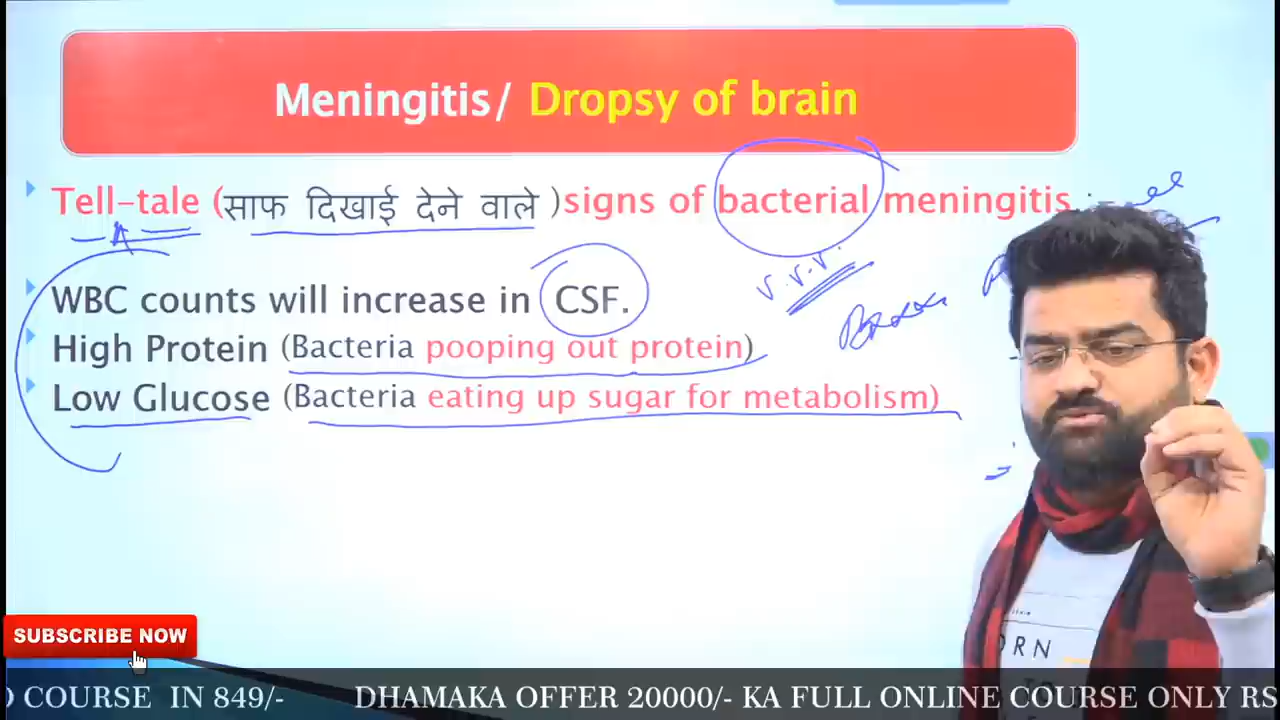 Meningitis/ Dropsy of brain
Tell-tale (साफ दिखाई देने वाले )signs of bacterial meningitis
WBC counts will increase in CSF.
High Protein (Bacteria pooping out protein)
Low Glucose (Bacteria eating up sugar for metabolism)
v.v.v.
ORN
SUBSCRIBE NOW
COURSE IN 849/- DHAMAKA OFFER 20000/- KA FULL ONLINE COURSE ONLY RS